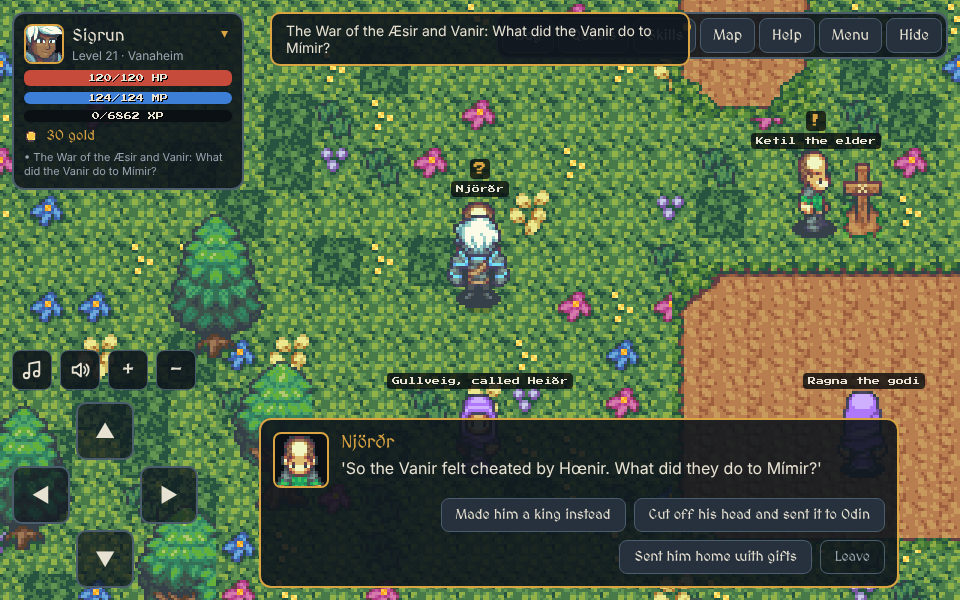 Sigrun
Level 21 · Vanaheim
120/120 HP
124/124 MP
0/6862 XP
30 gold
• The War of the Æsir and Vanir: What
did the Vanir do to Mímir?
The War of the Æsir and Vanir: What did the Vanir do to
Mímir?
Skills
Map
Help
Menu
Hide
!
Ketil the elder
?
Njörðr
Gullveig, called Heiðr
Ragna the godi
+
−
Njörðr
'So the Vanir felt cheated by Hœnir. What did they do to Mímir?'
Made him a king instead
Cut off his head and sent it to Odin
Sent him home with gifts
Leave